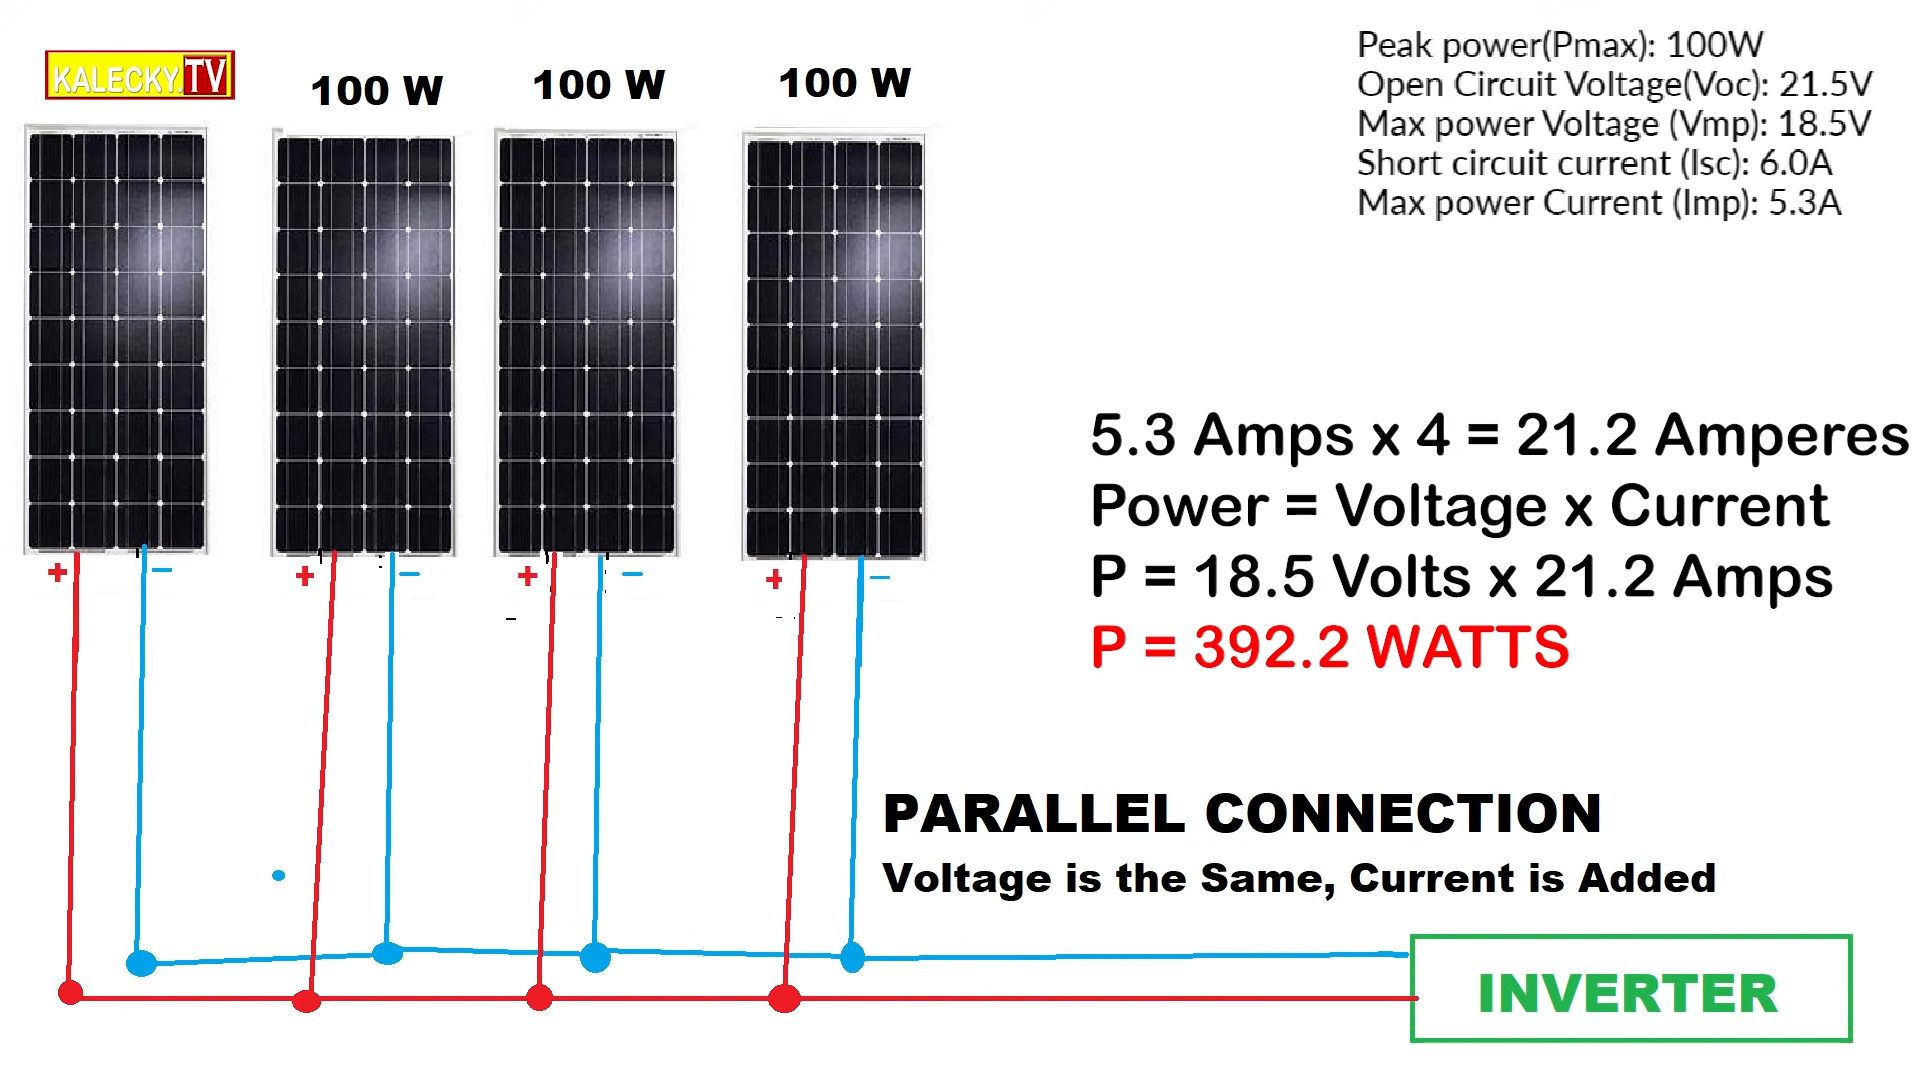 KALECKY.TV
100 W
100 W
100 W
Peak power(Pmax): 100W
Open Circuit Voltage(Voc): 21.5V
Max power Voltage (Vmp): 18.5V
Short circuit current (Isc): 6.0A
Max power Current (Imp): 5.3A
5.3 Amps x 4 = 21.2 Amperes
Power = Voltage x Current
P = 18.5 Volts x 21.2 Amps
P = 392.2 WATTS
+ −
+ −
+ −
+ −
PARALLEL CONNECTION
Voltage is the Same, Current is Added
INVERTER